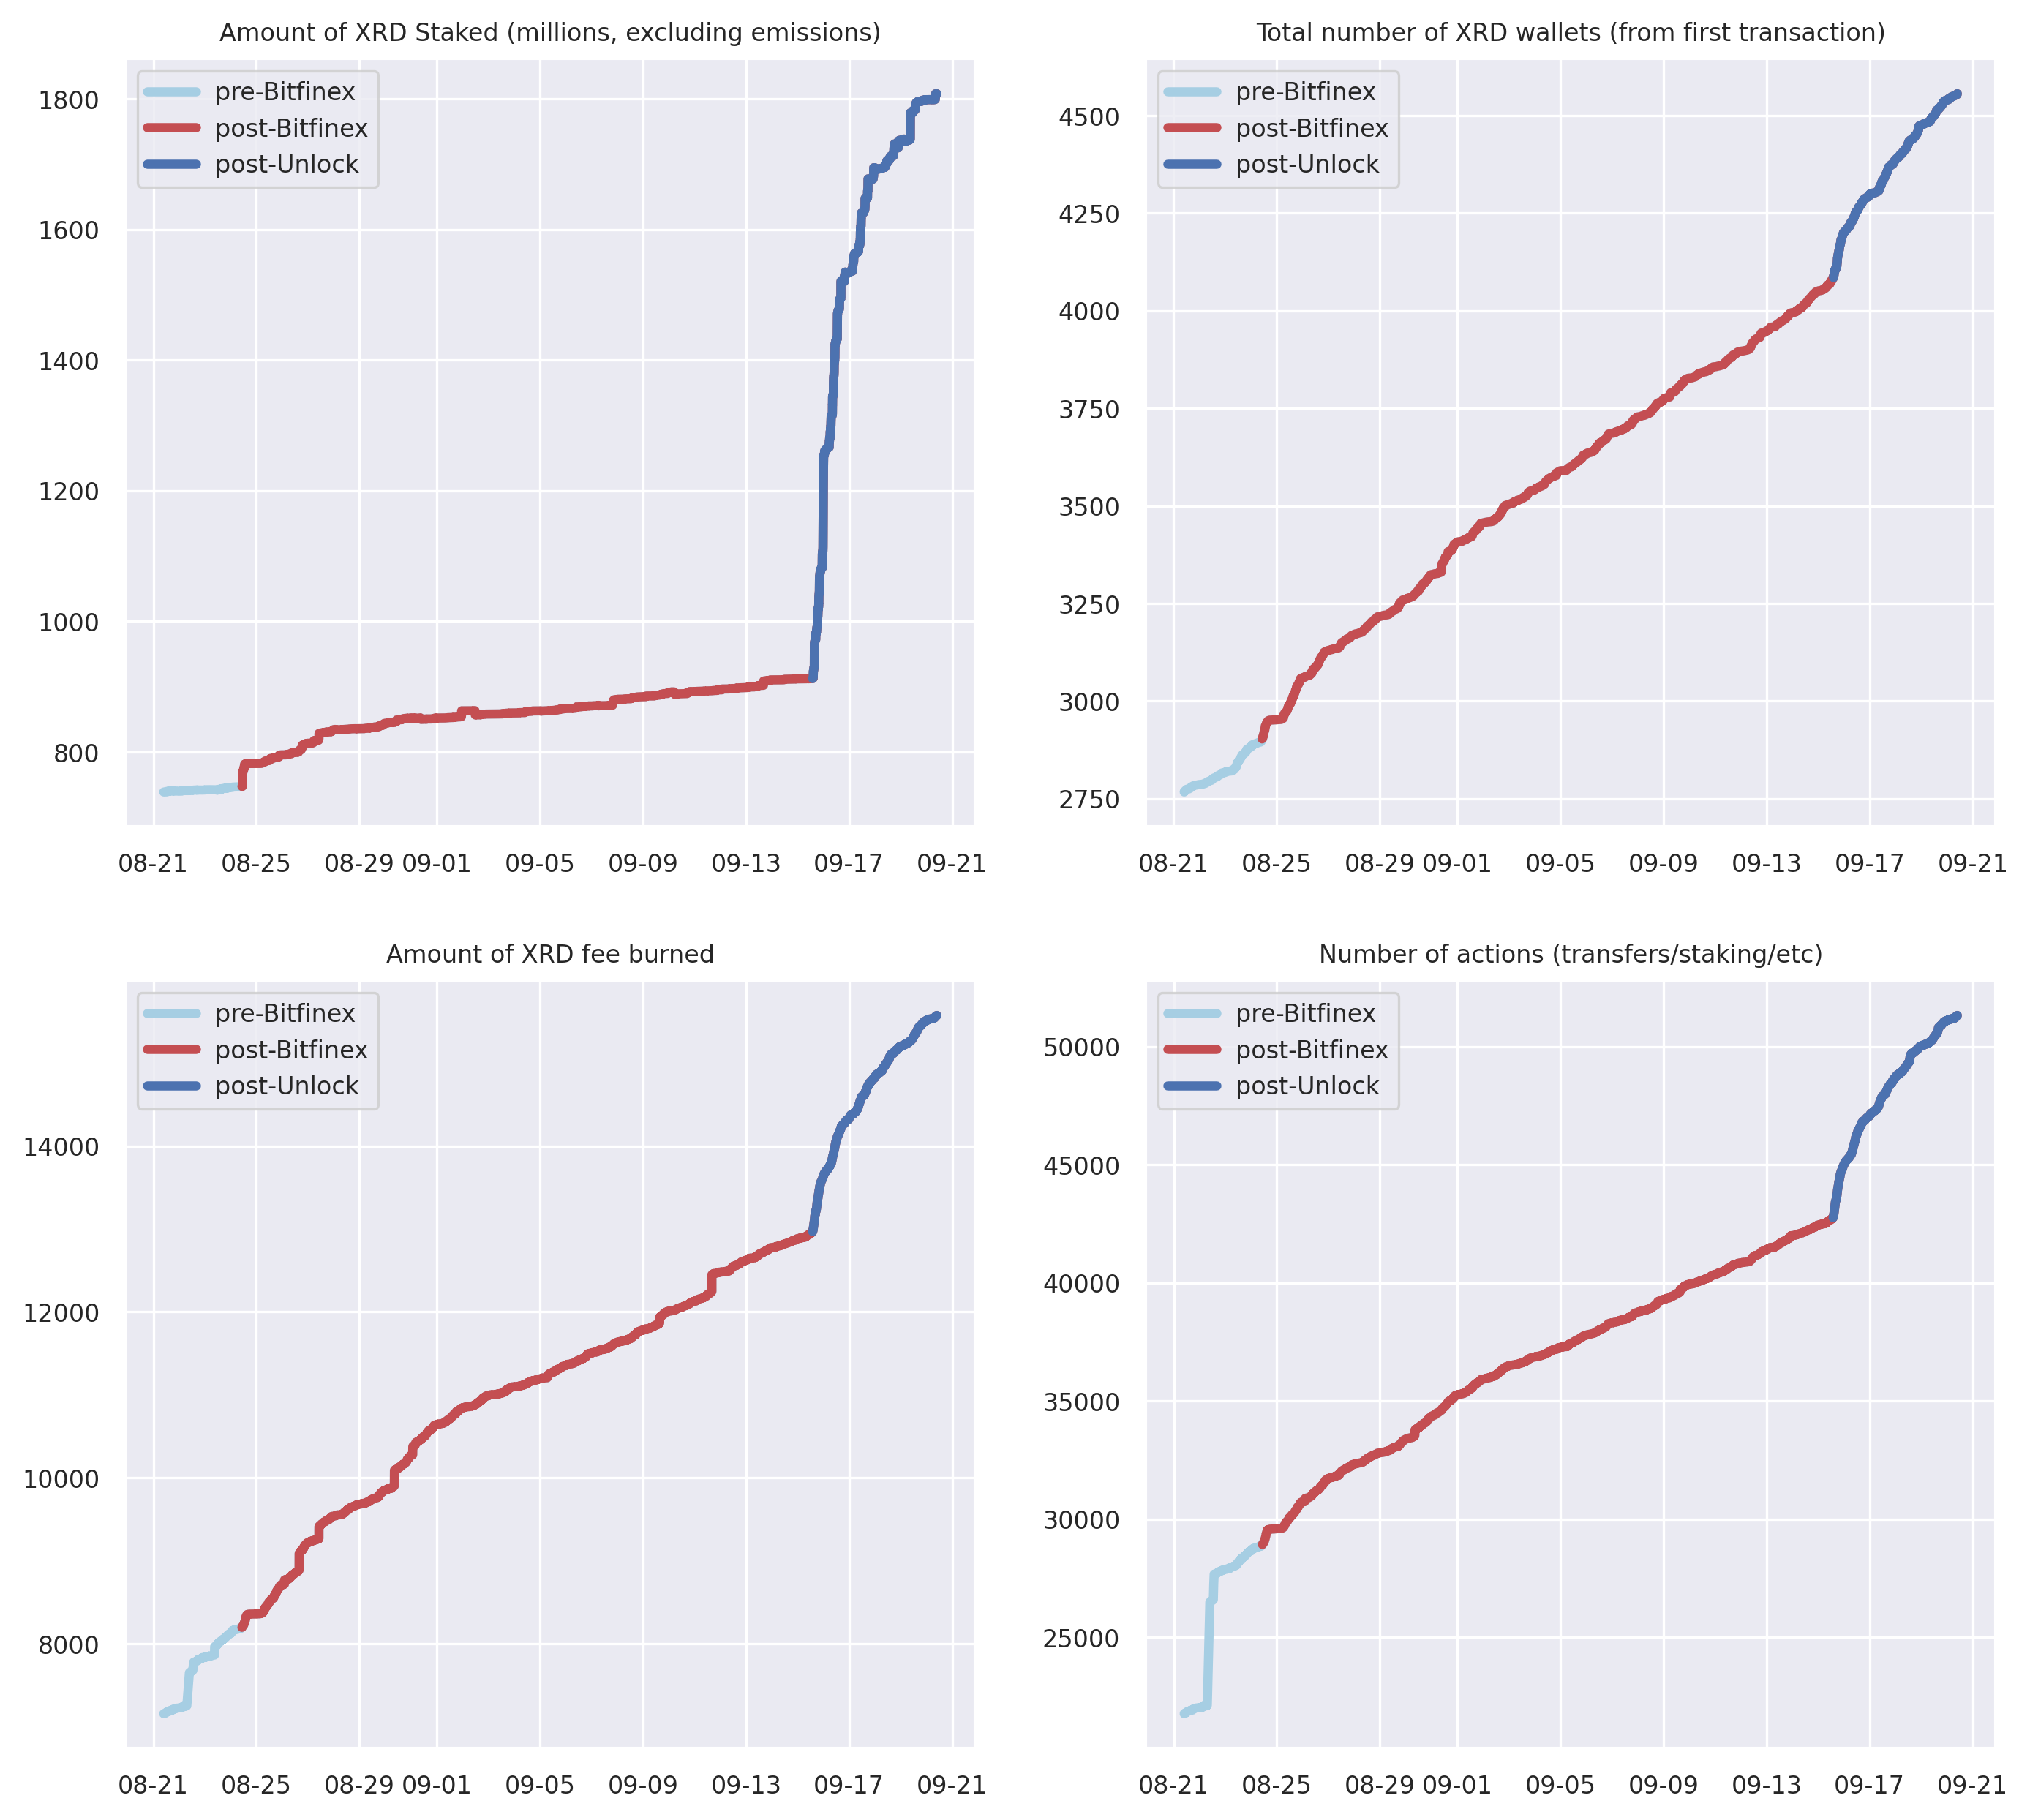 Amount of XRD Staked (millions, excluding emissions)
pre-Bitfinex
post-Bitfinex
post-Unlock
1800
1600
1400
1200
1000
800
08-21 08-25 08-29 09-01 09-05 09-09 09-13 09-17 09-21
Total number of XRD wallets (from first transaction)
pre-Bitfinex
post-Bitfinex
post-Unlock
4500
4250
4000
3750
3500
3250
3000
2750
08-21 08-25 08-29 09-01 09-05 09-09 09-13 09-17 09-21
Amount of XRD fee burned
pre-Bitfinex
post-Bitfinex
post-Unlock
14000
12000
10000
8000
08-21 08-25 08-29 09-01 09-05 09-09 09-13 09-17 09-21
Number of actions (transfers/staking/etc)
pre-Bitfinex
post-Bitfinex
post-Unlock
50000
45000
40000
35000
30000
25000
08-21 08-25 08-29 09-01 09-05 09-09 09-13 09-17 09-21